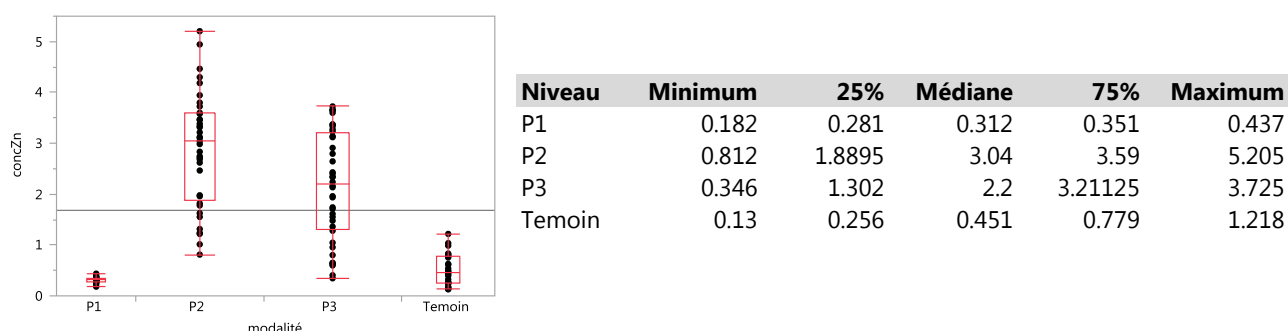 5
4
3
2
1
0
concZn
P1 P2 P3 Temoin
modalité
Niveau Minimum 25% Médiane 75% Maximum
P1 0.182 0.281 0.312 0.351 0.437
P2 0.812 1.8895 3.04 3.59 5.205
P3 0.346 1.302 2.2 3.21125 3.725
Temoin 0.13 0.256 0.451 0.779 1.218